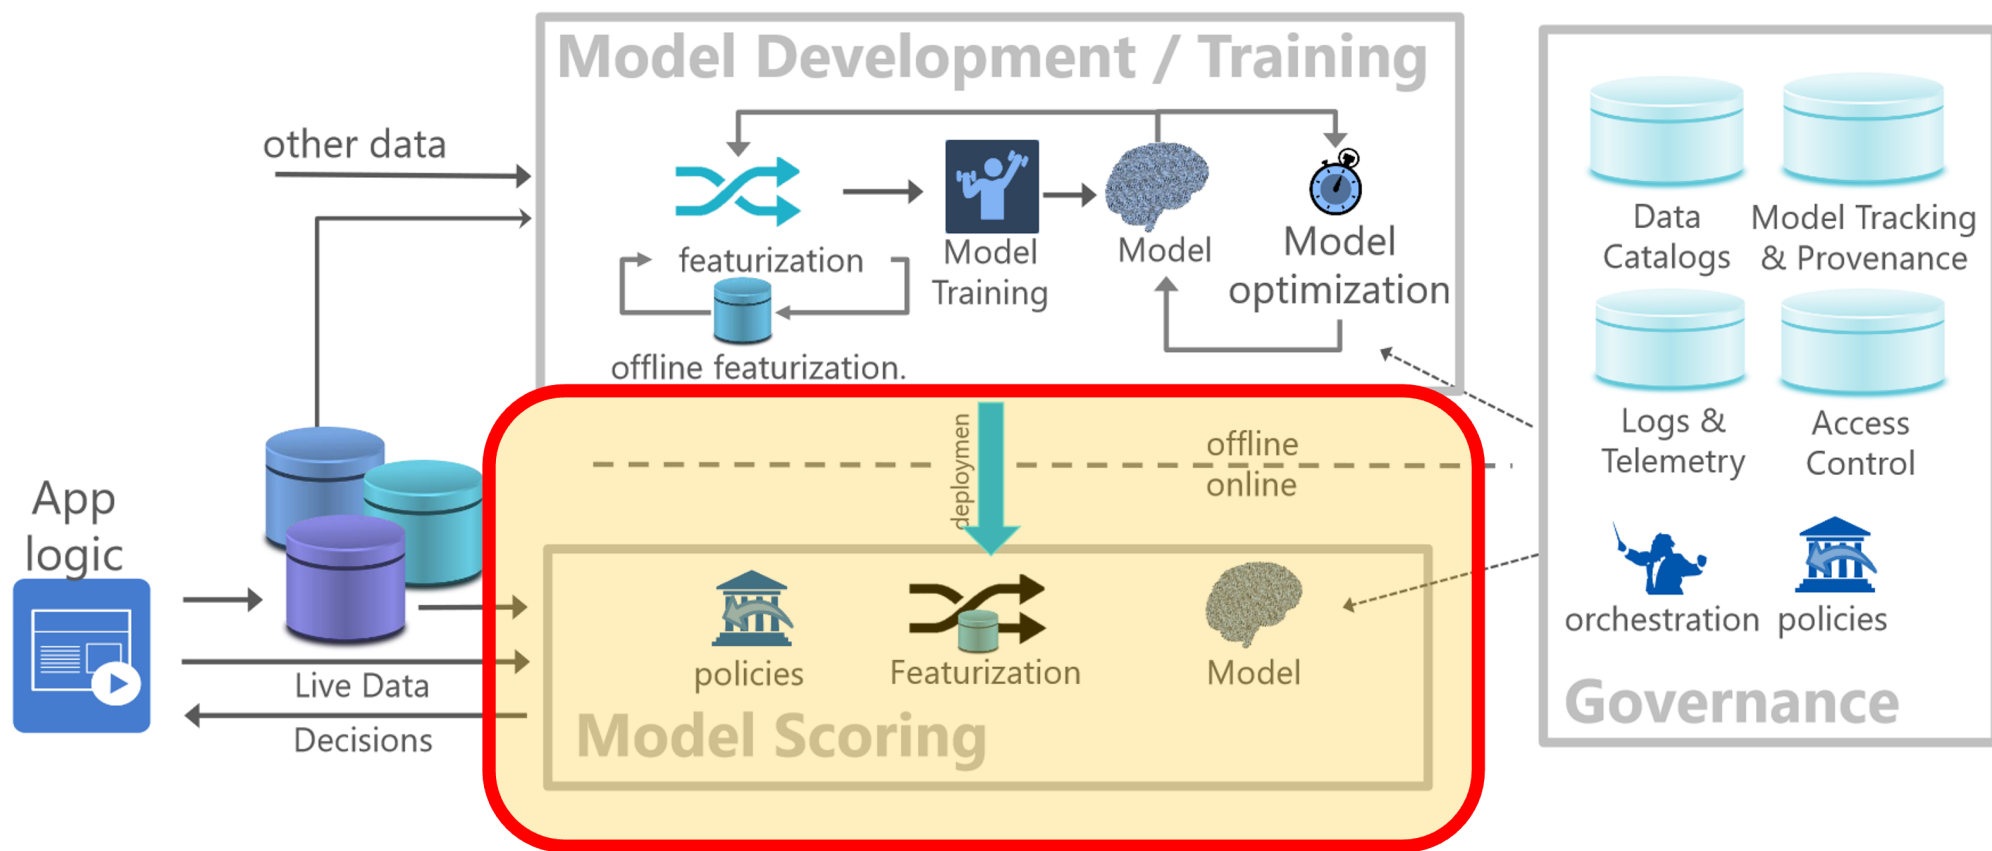 Model Development / Training
other data
featurization
Model
Training
Model
Model
optimization
offline featurization.
Data
Catalogs
Model Tracking
& Provenance
Logs &
Telemetry
Access
Control
orchestration
policies
Governance
deploymen
offline
online
App
logic
Live Data
Decisions
policies
Featurization
Model
Model Scoring